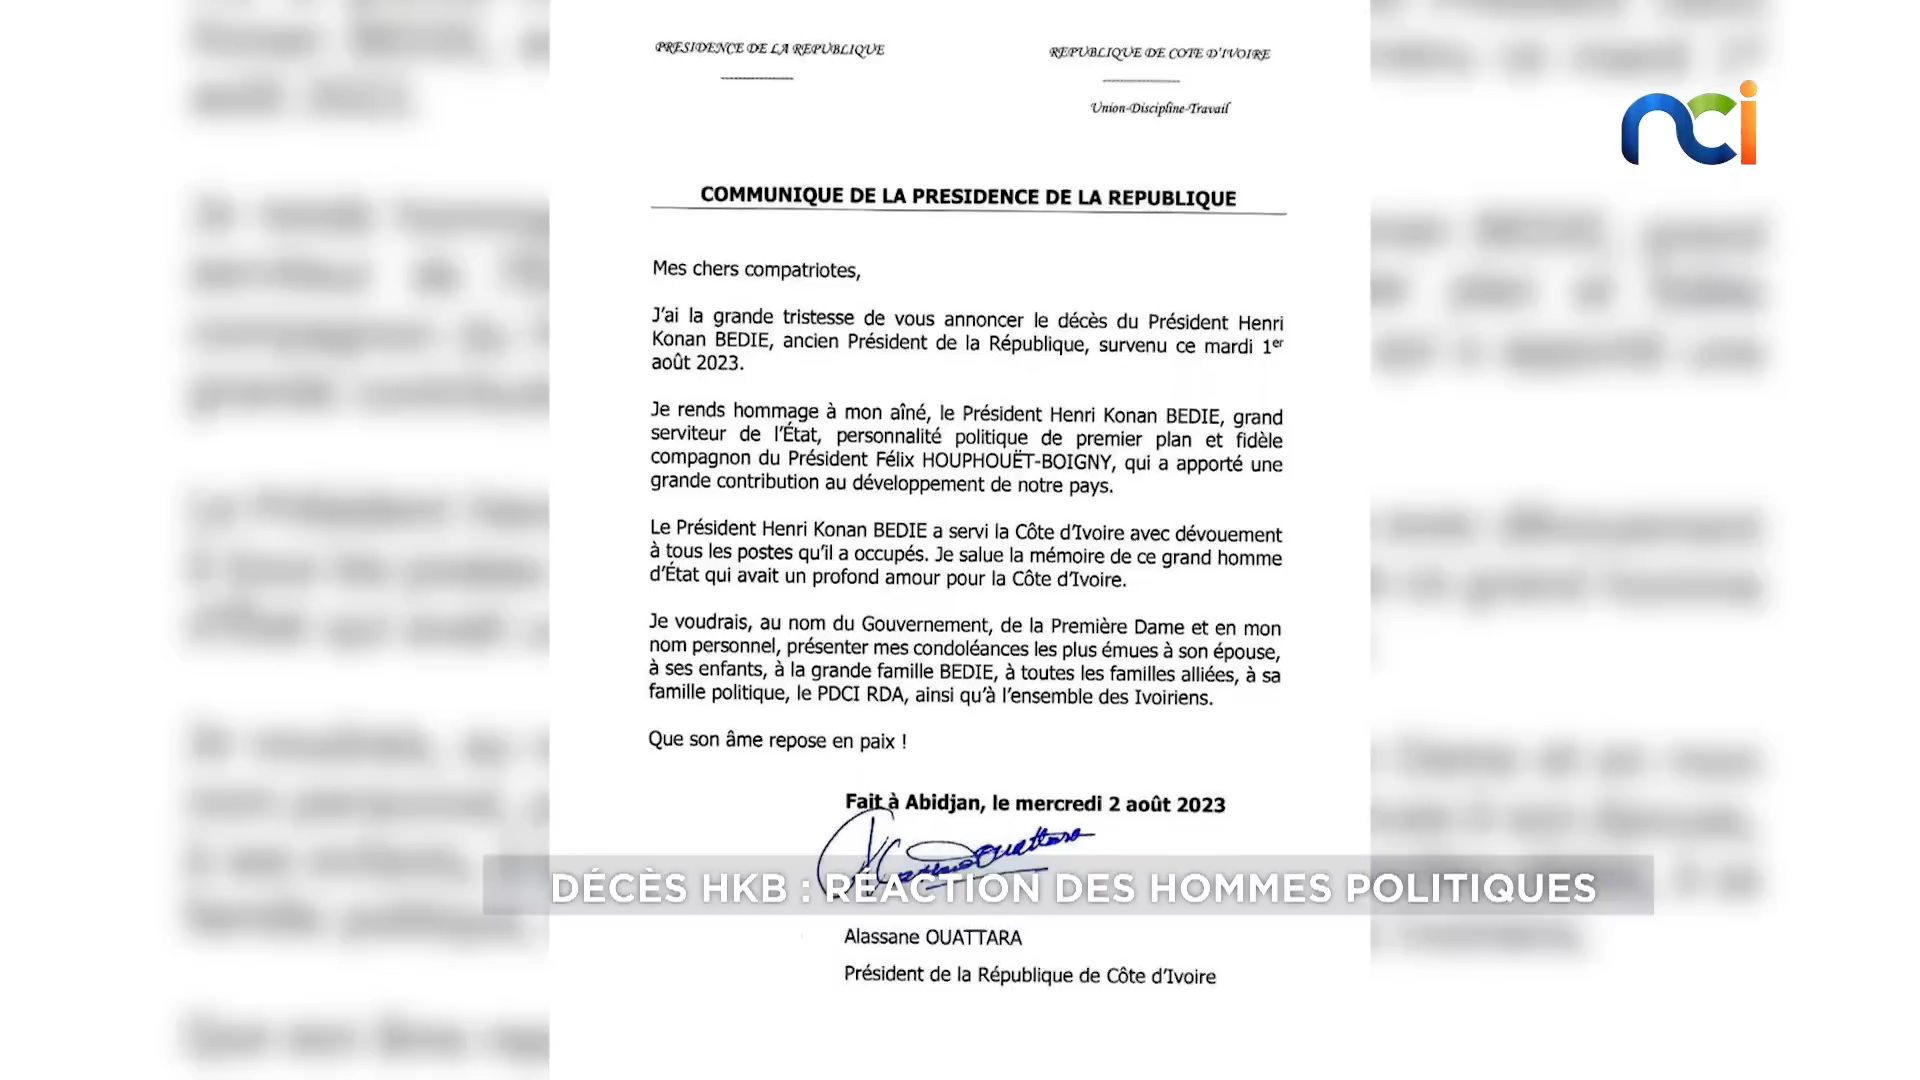 PRESIDENCE DE LA REPUBLIQUE
REPUBLIQUE DE COTE D'IVOIRE
Union-Discipline-Travail
nci
COMMUNIQUE DE LA PRESIDENCE DE LA REPUBLIQUE
Mes chers compatriotes,
J'ai la grande tristesse de vous annoncer le décès du Président Henri
Konan BEDIE, ancien Président de la République, survenu ce mardi 1er
août 2023.
Je rends hommage à mon aîné, le Président Henri Konan BEDIE, grand
serviteur de l'État, personnalité politique de premier plan et fidèle
compagnon du Président Félix HOUPHOUËT-BOIGNY, qui a apporté une
grande contribution au développement de notre pays.
Le Président Henri Konan BEDIE a servi la Côte d'Ivoire avec dévouement
à tous les postes qu'il a occupés. Je salue la mémoire de ce grand homme
d'État qui avait un profond amour pour la Côte d'Ivoire.
Je voudrais, au nom du Gouvernement, de la Première Dame et en mon
nom personnel, présenter mes condoléances les plus émues à son épouse,
à ses enfants, à la grande famille BEDIE, à toutes les familles alliées, à sa
famille politique, le PDCI RDA, ainsi qu'à l'ensemble des Ivoiriens.
Que son âme repose en paix !
Fait à Abidjan, le mercredi 2 août 2023
DÉCÈS HKB : RÉACTION DES HOMMES POLITIQUES
Alassane OUATTARA
Président de la République de Côte d'Ivoire